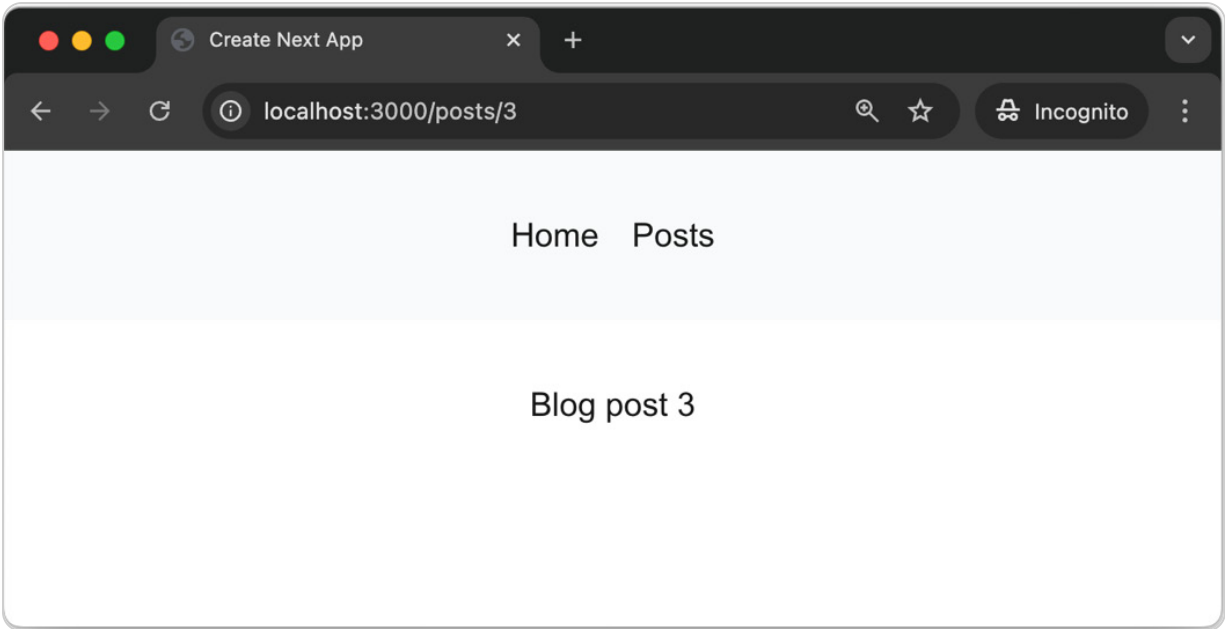 Create Next App
localhost:3000/posts/3
Incognito
Home Posts
Blog post 3